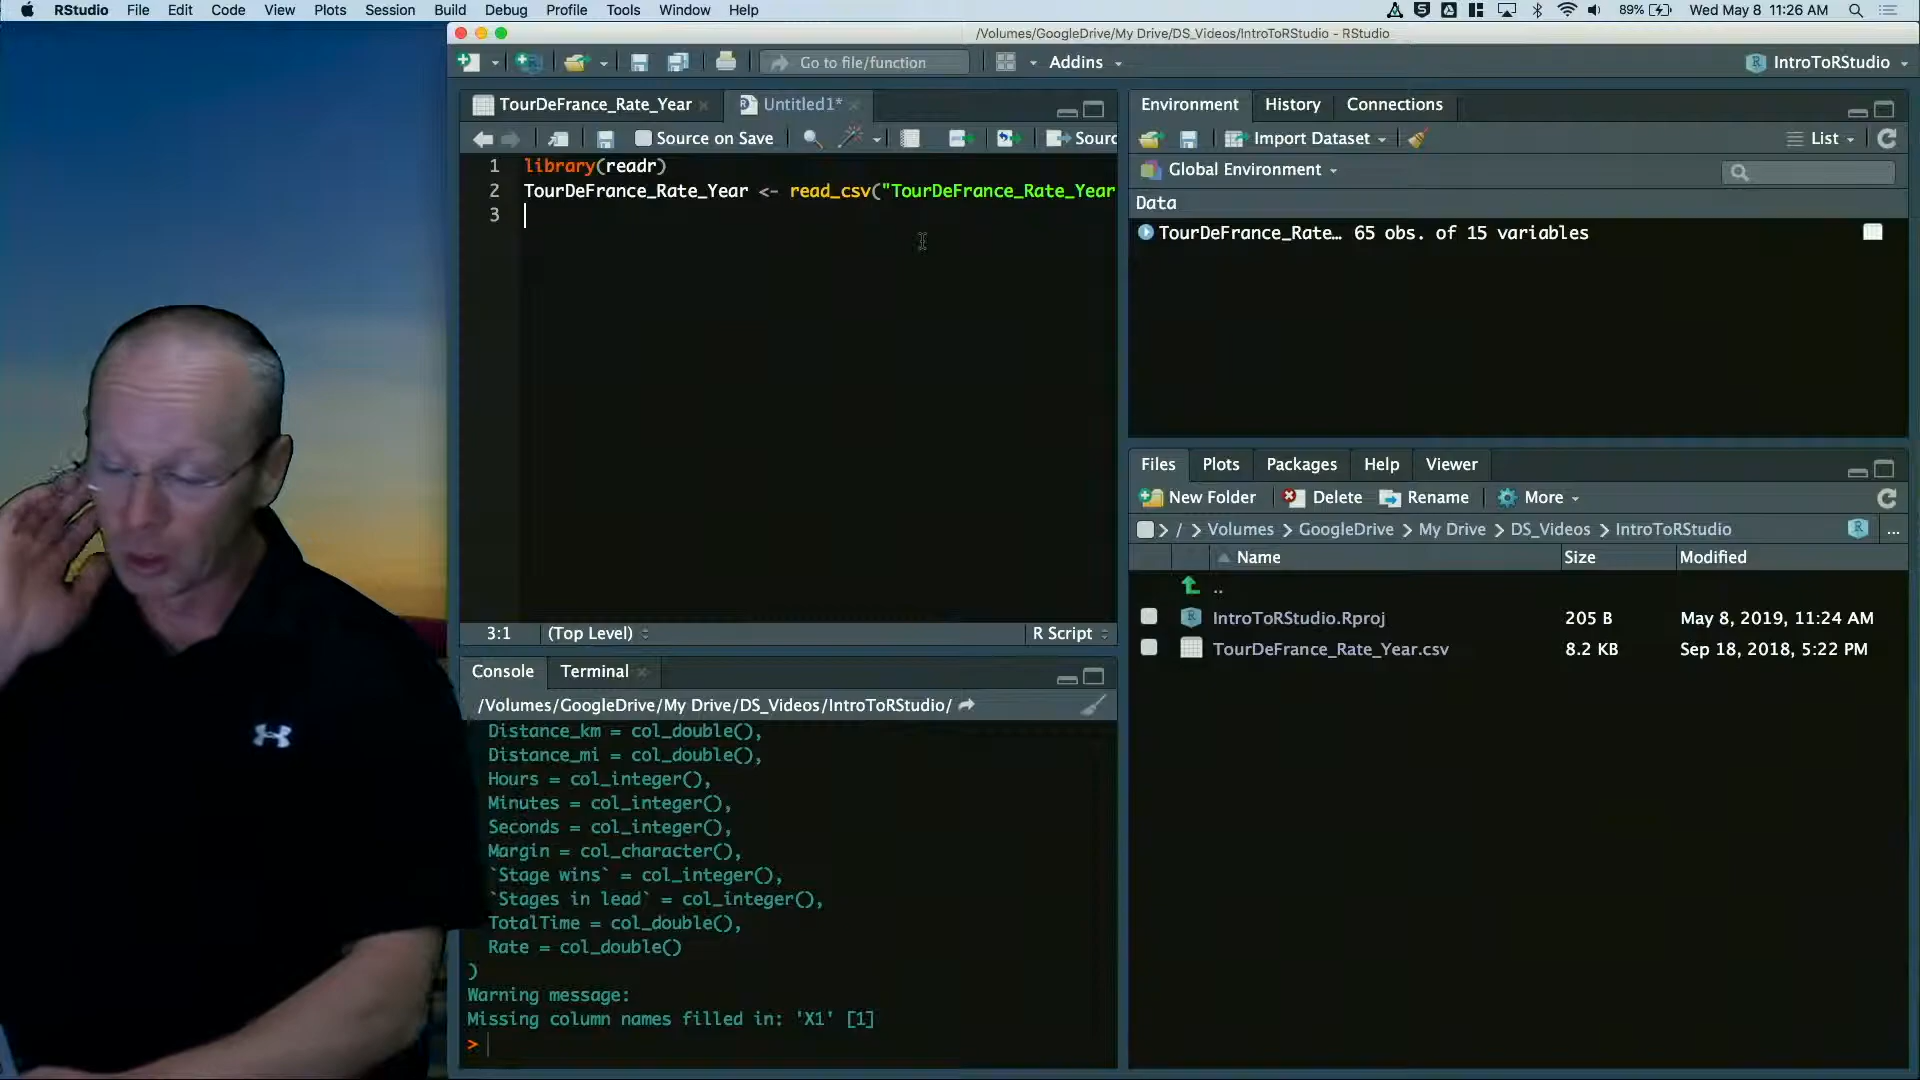 RStudio File Edit Code View Plots Session Build Debug Profile Tools Window Help 89% Wed May 8 11:26 AM
/Volumes/GoogleDrive/My Drive/DS_Videos/IntroToRStudio - RStudio
Go to file/function Addins IntroToRStudio
TourDeFrance_Rate_Year Untitled1*
Source on Save Sourc
1 library(readr)
2 TourDeFrance_Rate_Year <- read_csv("TourDeFrance_Rate_Year
3
3:1 (Top Level) R Script
Console Terminal
/Volumes/GoogleDrive/My Drive/DS_Videos/IntroToRStudio/
Distance_km = col_double(),
Distance_mi = col_double(),
Hours = col_integer(),
Minutes = col_integer(),
Seconds = col_integer(),
Margin = col_character(),
`Stage wins` = col_integer(),
`Stages in lead` = col_integer(),
TotalTime = col_double(),
Rate = col_double()
)
Warning message:
Missing column names filled in: 'X1' [1]
>
Environment History Connections
Import Dataset List
Global Environment
Data
TourDeFrance_Rate… 65 obs. of 15 variables
Files Plots Packages Help Viewer
New Folder Delete Rename More
/ > Volumes > GoogleDrive > My Drive > DS_Videos > IntroToRStudio ...
Name Size Modified
..
IntroToRStudio.Rproj 205 B May 8, 2019, 11:24 AM
TourDeFrance_Rate_Year.csv 8.2 KB Sep 18, 2018, 5:22 PM